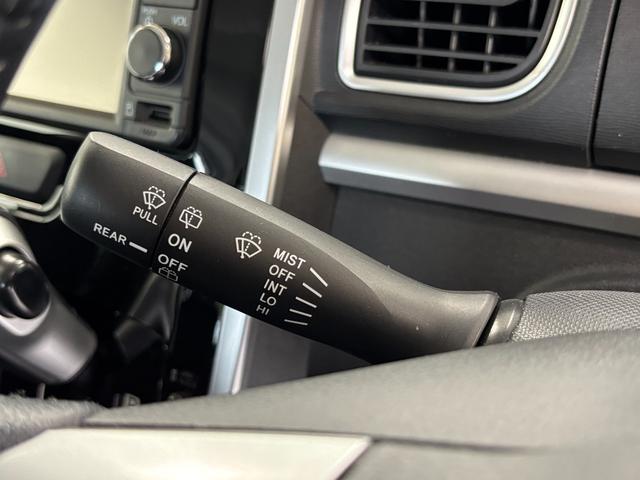 VOL
PULL
REAR
ON
OFF
MIST
OFF
INT
LO
HI